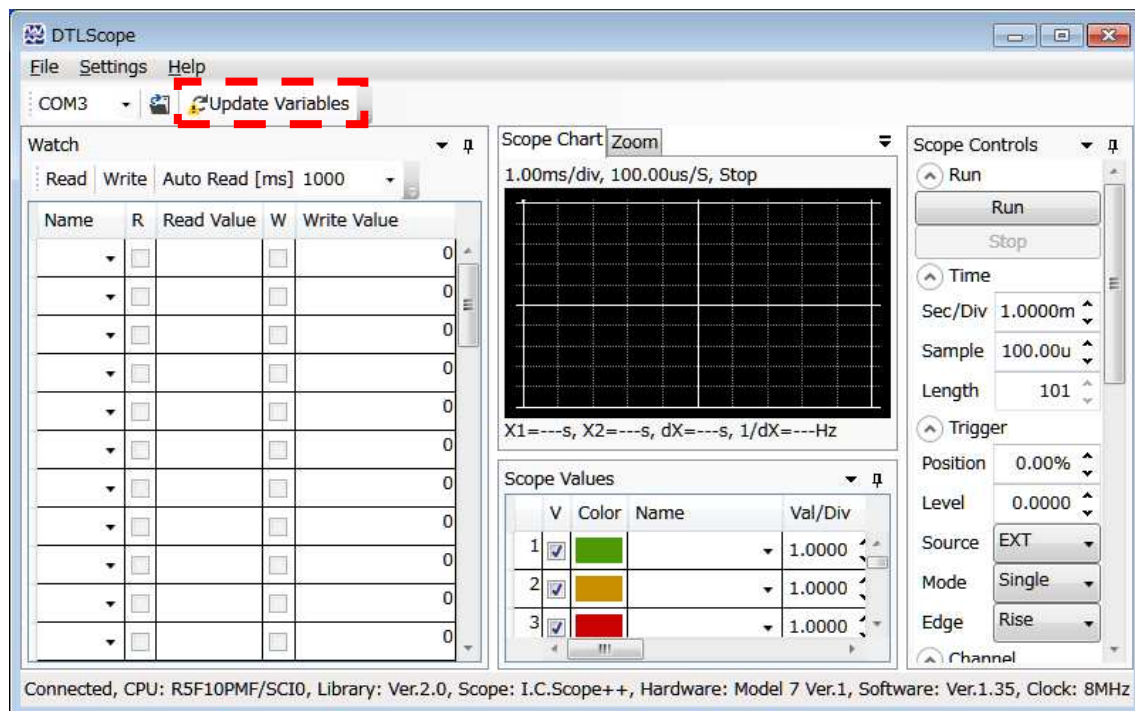 DTLScope
File Settings Help
COM3 Update Variables
Watch
Read Write Auto Read [ms] 1000
Name R Read Value W Write Value
0
0
0
0
0
0
0
0
0
0
0
Scope Chart Zoom
1.00ms/div, 100.00us/S, Stop
X1=---s, X2=---s, dX=---s, 1/dX=---Hz
Scope Values
V Color Name Val/Div
1 1.0000
2 1.0000
3 1.0000
Scope Controls
Run
Run
Stop
Time
Sec/Div 1.0000m
Sample 100.00u
Length 101
Trigger
Position 0.00%
Level 0.0000
Source EXT
Mode Single
Edge Rise
Channel
Connected, CPU: R5F10PMF/SCI0, Library: Ver.2.0, Scope: I.C.Scope++, Hardware: Model 7 Ver.1, Software: Ver.1.35, Clock: 8MHz